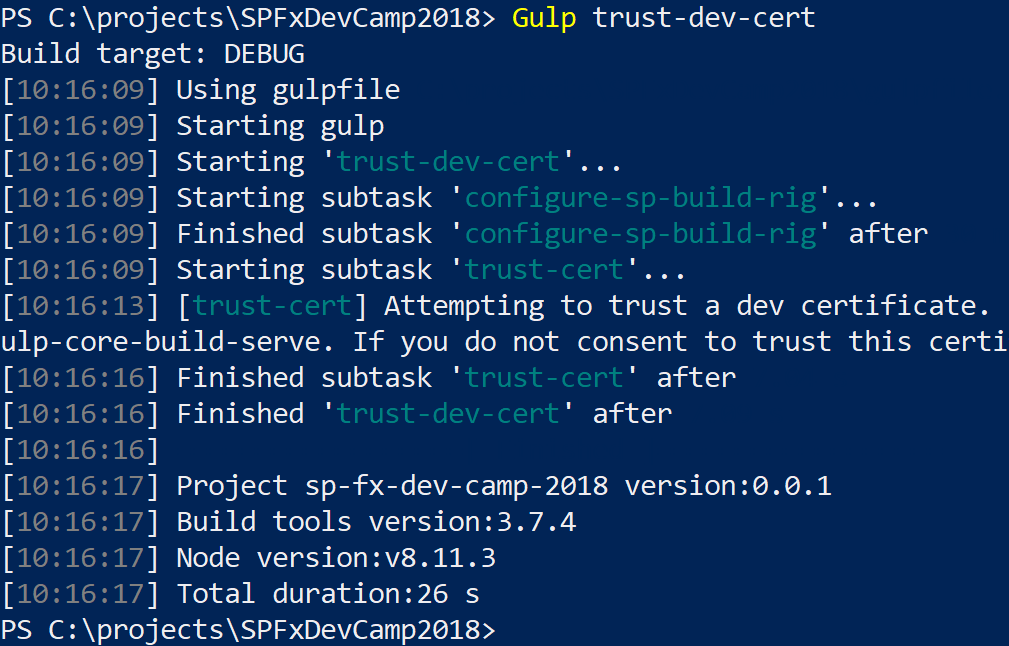 PS C:\projects\SPFxDevCamp2018> Gulp trust-dev-cert
Build target: DEBUG
[10:16:09] Using gulpfile
[10:16:09] Starting gulp
[10:16:09] Starting 'trust-dev-cert'...
[10:16:09] Starting subtask 'configure-sp-build-rig'...
[10:16:09] Finished subtask 'configure-sp-build-rig' after
[10:16:09] Starting subtask 'trust-cert'...
[10:16:13] [trust-cert] Attempting to trust a dev certificate.
ulp-core-build-serve. If you do not consent to trust this certi
[10:16:16] Finished subtask 'trust-cert' after
[10:16:16] Finished 'trust-dev-cert' after
[10:16:16]
[10:16:17] Project sp-fx-dev-camp-2018 version:0.0.1
[10:16:17] Build tools version:3.7.4
[10:16:17] Node version:v8.11.3
[10:16:17] Total duration:26 s
PS C:\projects\SPFxDevCamp2018>